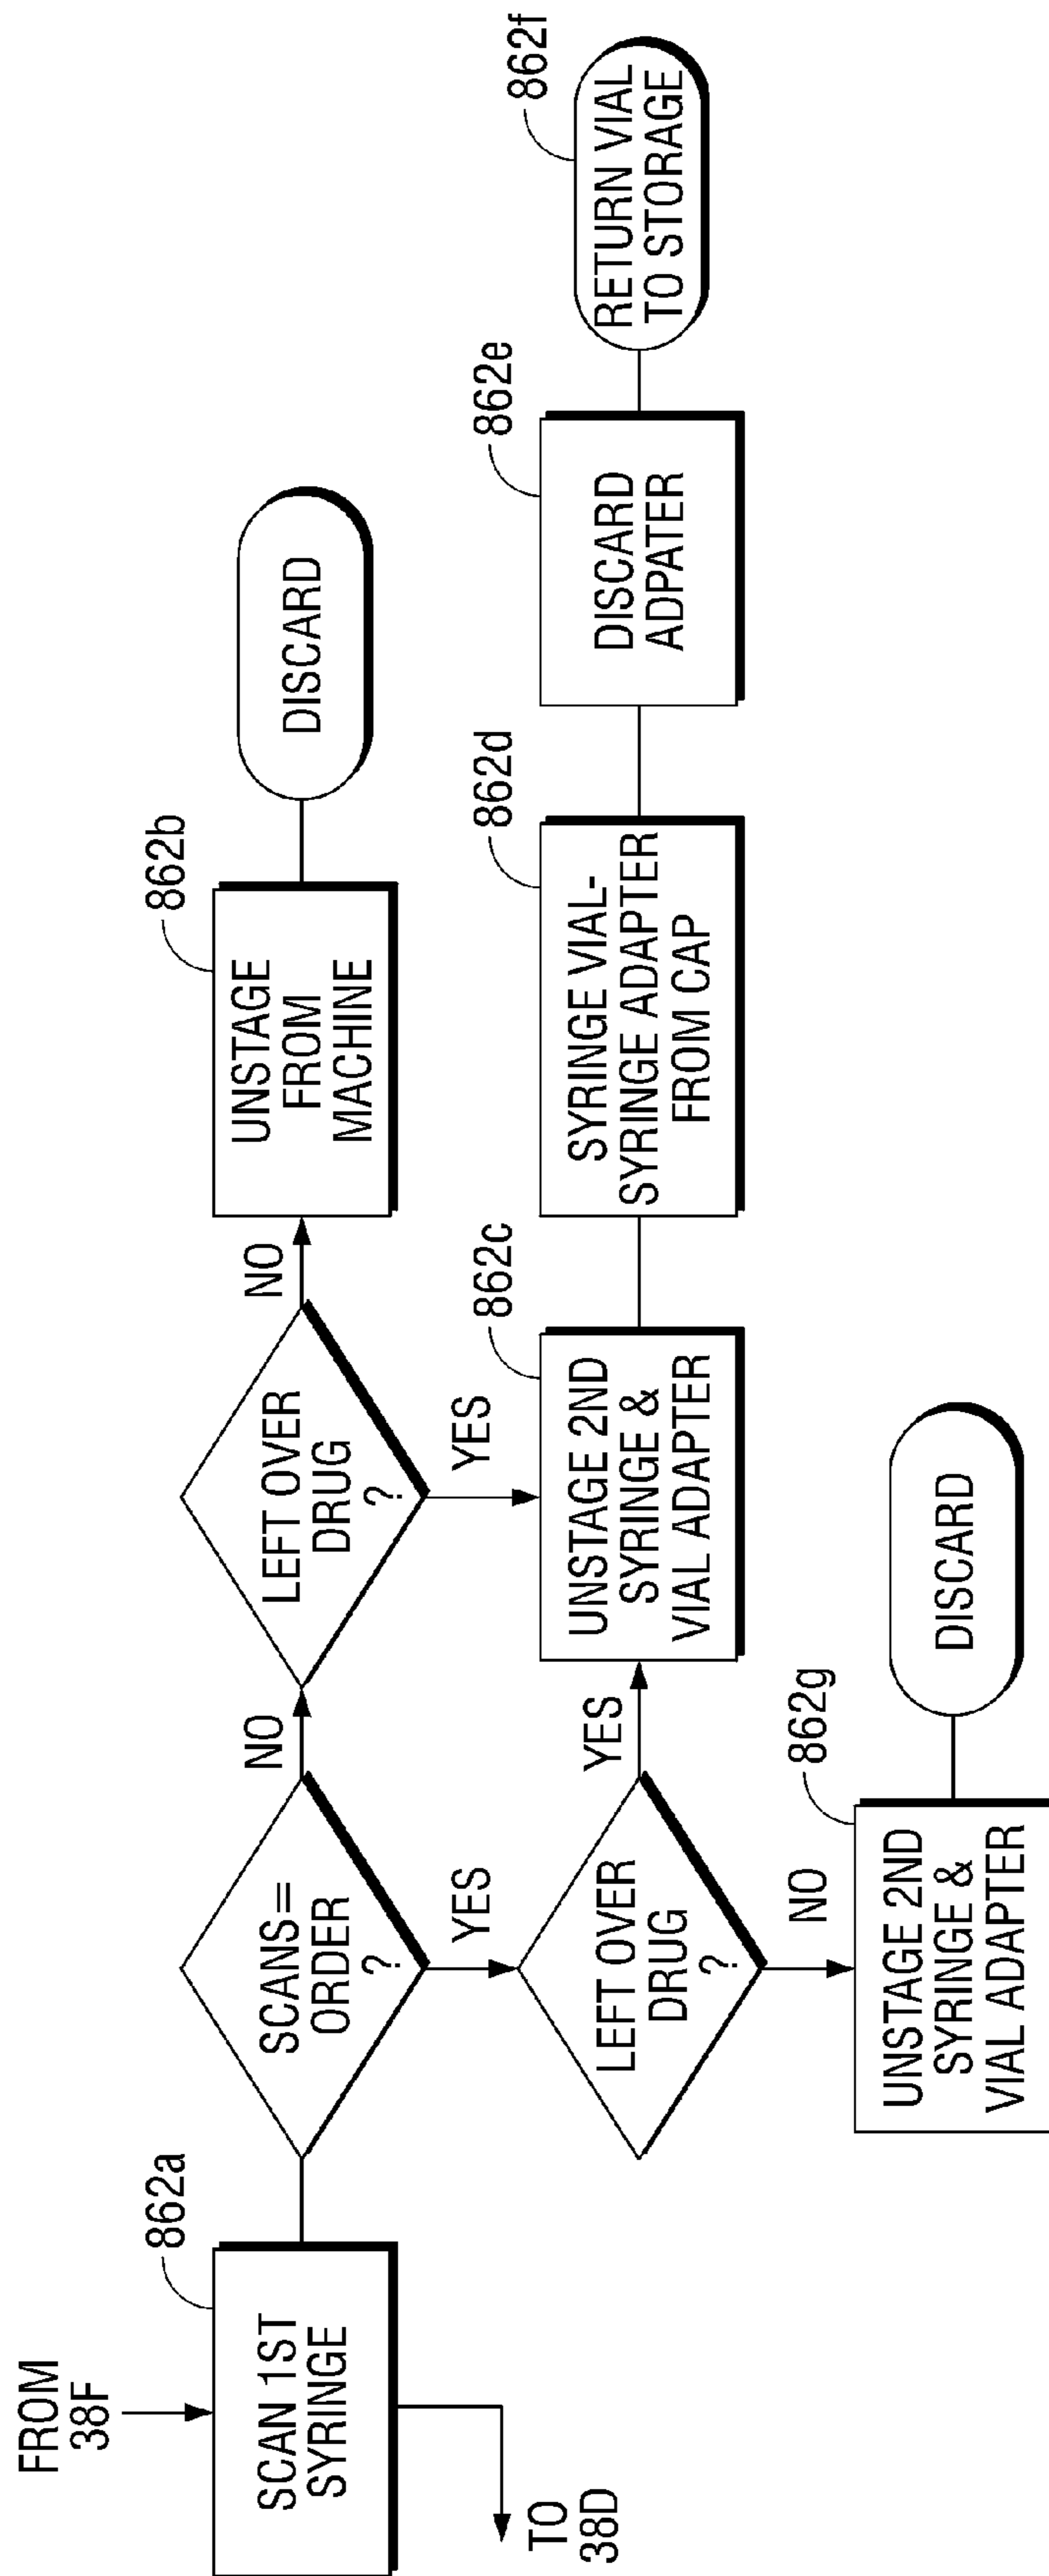 FROM
38F
862a
SCAN 1ST
SYRINGE
TO
38D
SCANS=
ORDER
?
NO
YES
LEFT OVER
DRUG
?
NO
YES
862b
UNSTAGE
FROM
MACHINE
DISCARD
LEFT OVER
DRUG
?
YES
NO
862c
UNSTAGE 2ND
SYRINGE &
VIAL ADAPTER
862d
SYRINGE VIAL-
SYRINGE ADAPTER
FROM CAP
862e
DISCARD
ADPATER
862f
RETURN VIAL
TO STORAGE
862g
UNSTAGE 2ND
SYRINGE &
VIAL ADAPTER
DISCARD